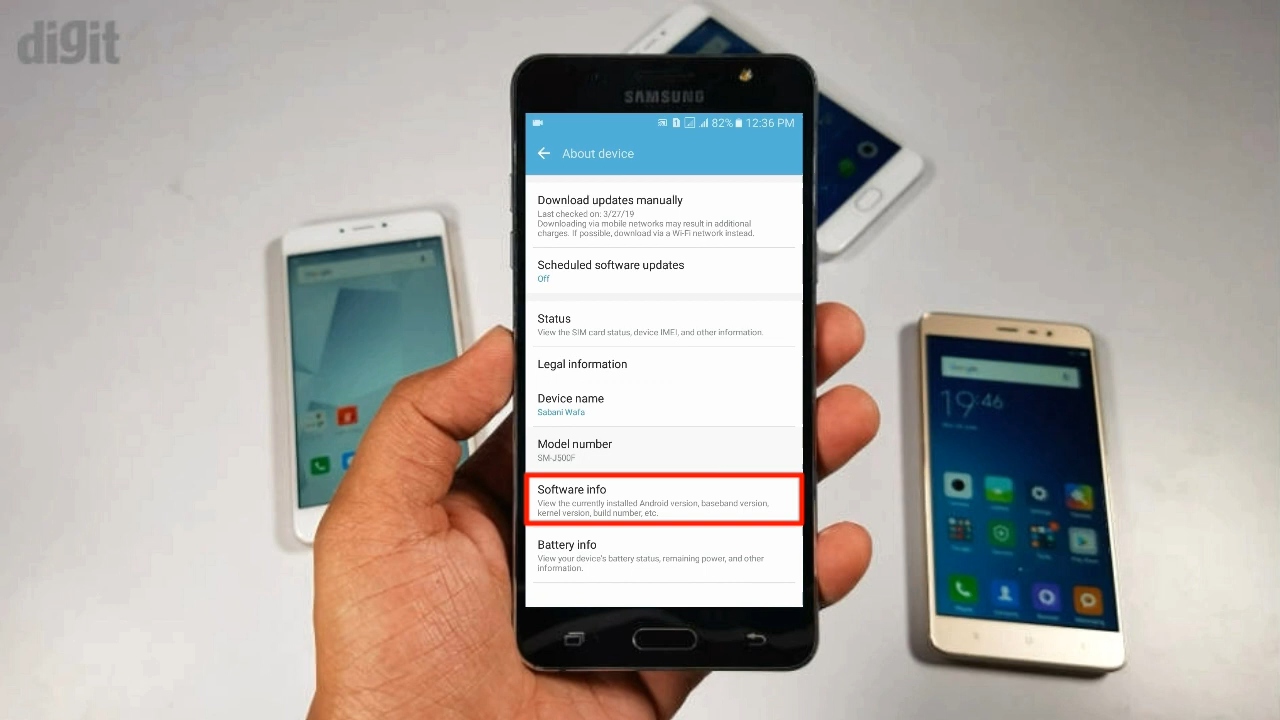 digit
SAMSUNG
82% 12:36 PM
About device
Download updates manually
Last checked on: 3/27/19
Downloading via mobile networks may result in additional
charges. If possible, download via a Wi-Fi network instead.
Scheduled software updates
Off
Status
View the SIM card status, device IMEI, and other information.
Legal information
Device name
Sabani Wafa
Model number
SM-J500F
Software info
View the currently installed Android version, baseband version,
kernel version, build number, etc.
Battery info
View your device's battery status, remaining power, and other
information.
Google
19:46